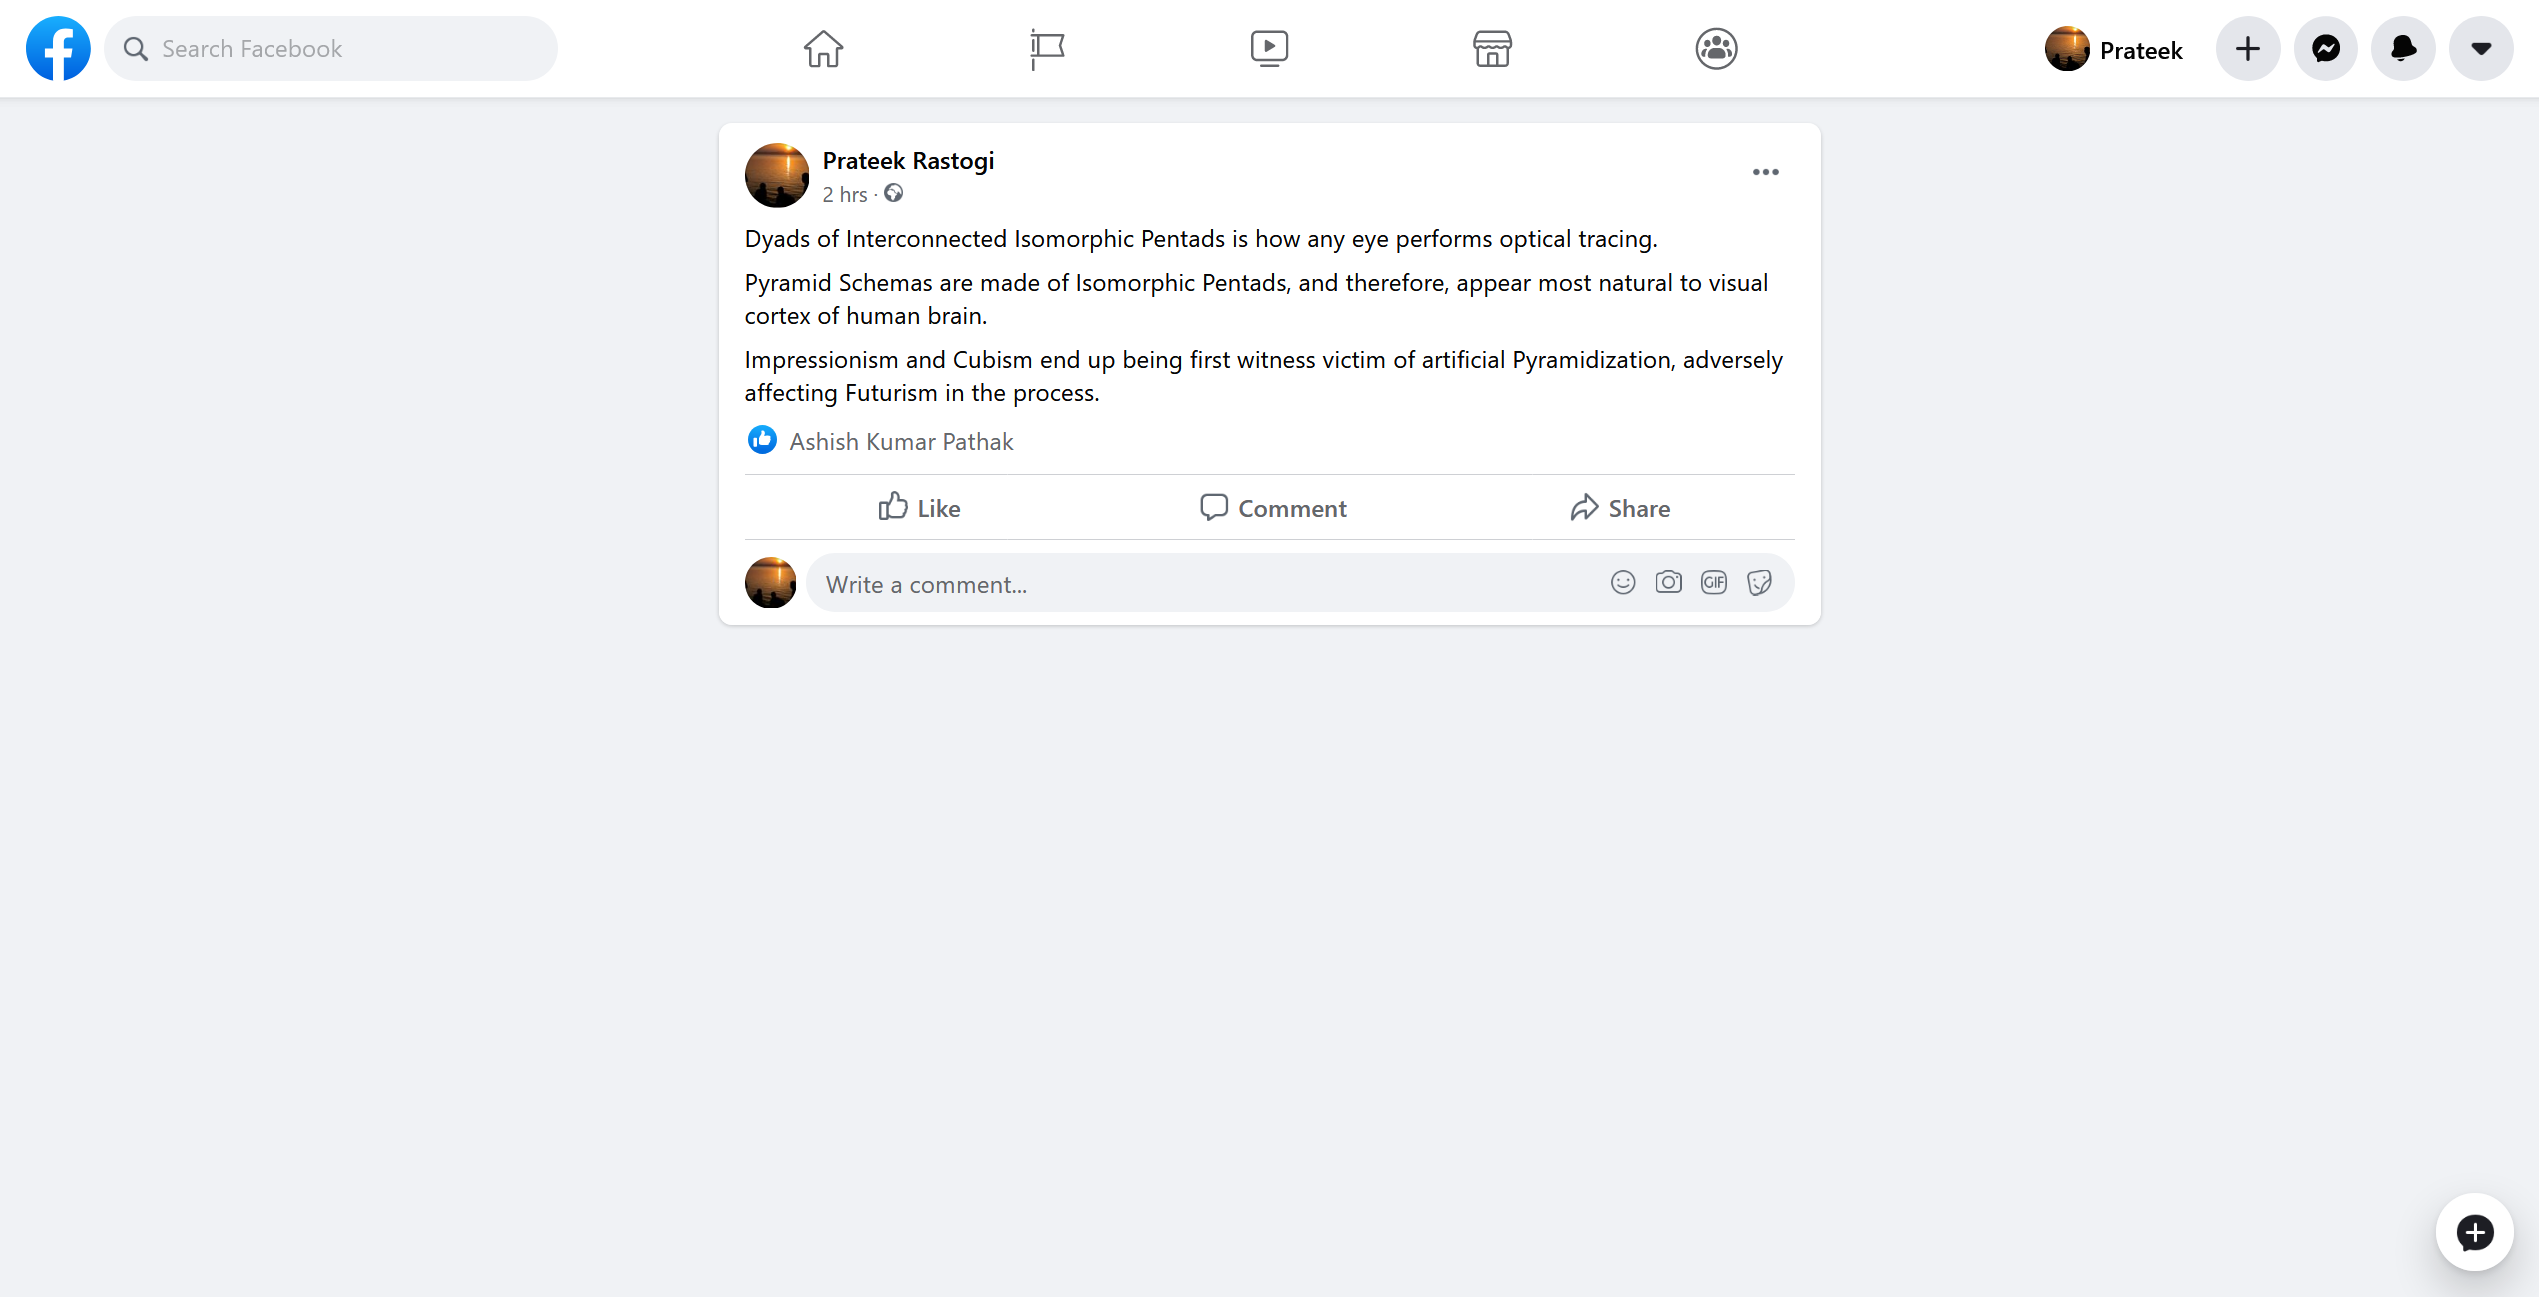 Search Facebook
Prateek
Prateek Rastogi
2 hrs ·
Dyads of Interconnected Isomorphic Pentads is how any eye performs optical tracing.
Pyramid Schemas are made of Isomorphic Pentads, and therefore, appear most natural to visual
cortex of human brain.
Impressionism and Cubism end up being first witness victim of artificial Pyramidization, adversely
affecting Futurism in the process.
Ashish Kumar Pathak
Like Comment Share
Write a comment... GIF